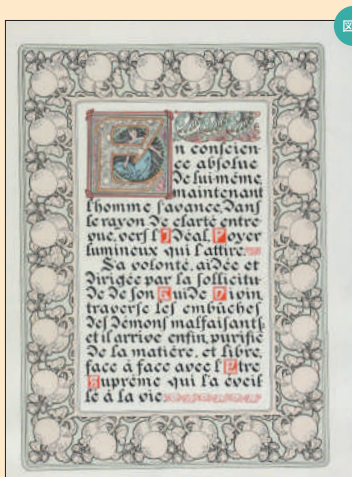 図
En conscien-
ce absolue
de lui-même,
maintenant
l'homme s'avance, dans
le rayon de clarté entre
vue, vers l'Idéal, Foyer
lumineux qui l'attire.
Sa volonté, aidée et
dirigée par la sollicitu
de de son Guide Divin,
traverse les embûches
des Démons malfaisants,
et il arrive enfin, purifié
de la matière, et libre,
face à face avec l'Etre
Suprême qui l'a éveil
lé à la vie